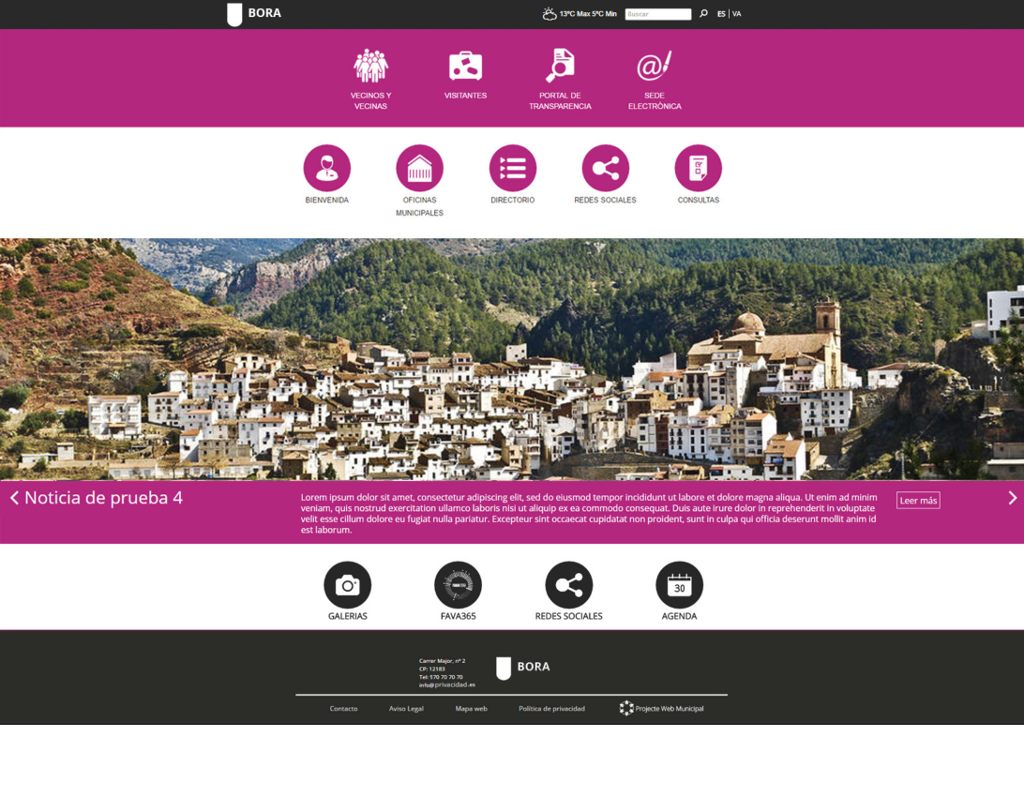 BORA
13ºC Max 5ºC Min
Buscar
ES | VA
VECINOS Y
VECINAS
VISITANTES
PORTAL DE
TRANSPARENCIA
SEDE
ELECTRÓNICA
BIENVENIDA
OFICINAS
MUNICIPALES
DIRECTORIO
REDES SOCIALES
CONSULTAS
Noticia de prueba 4
Lorem ipsum dolor sit amet, consectetur adipiscing elit, sed do eiusmod tempor incididunt ut labore et dolore magna aliqua. Ut enim ad minim
veniam, quis nostrud exercitation ullamco laboris nisi ut aliquip ex ea commodo consequat. Duis aute irure dolor in reprehenderit in voluptate
velit esse cillum dolore eu fugiat nulla pariatur. Excepteur sint occaecat cupidatat non proident, sunt in culpa qui officia deserunt mollit anim id
est laborum.
Leer más
30
GALERIAS
FAVA365
REDES SOCIALES
AGENDA
Carrer Major, nº 2
CP: 12183
Tel: 570 70 70 70
info@privacidad.es
BORA
Contacto
Aviso Legal
Mapa web
Política de privacidad
Projecte Web Municipal